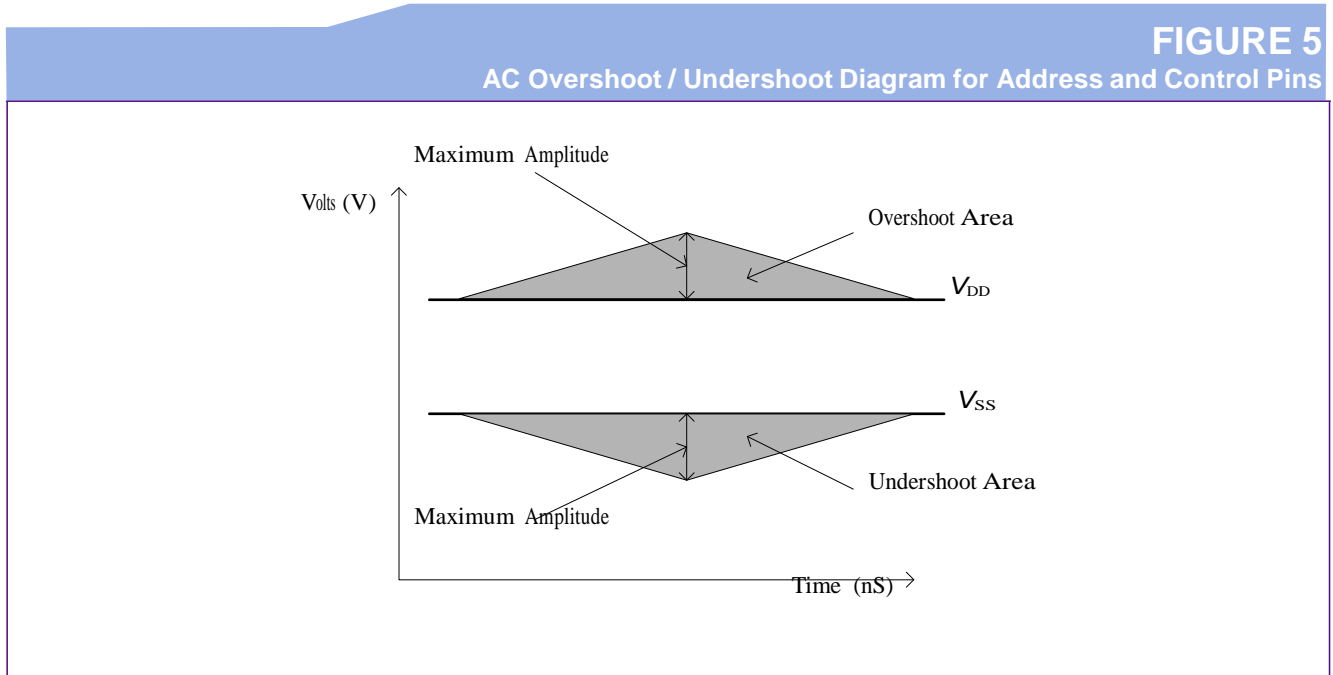 FIGURE 5
AC Overshoot / Undershoot Diagram for Address and Control Pins
Maximum Amplitude
Volts (V)
Overshoot Area
VDD
VSS
Undershoot Area
Maximum Amplitude
Time (nS)